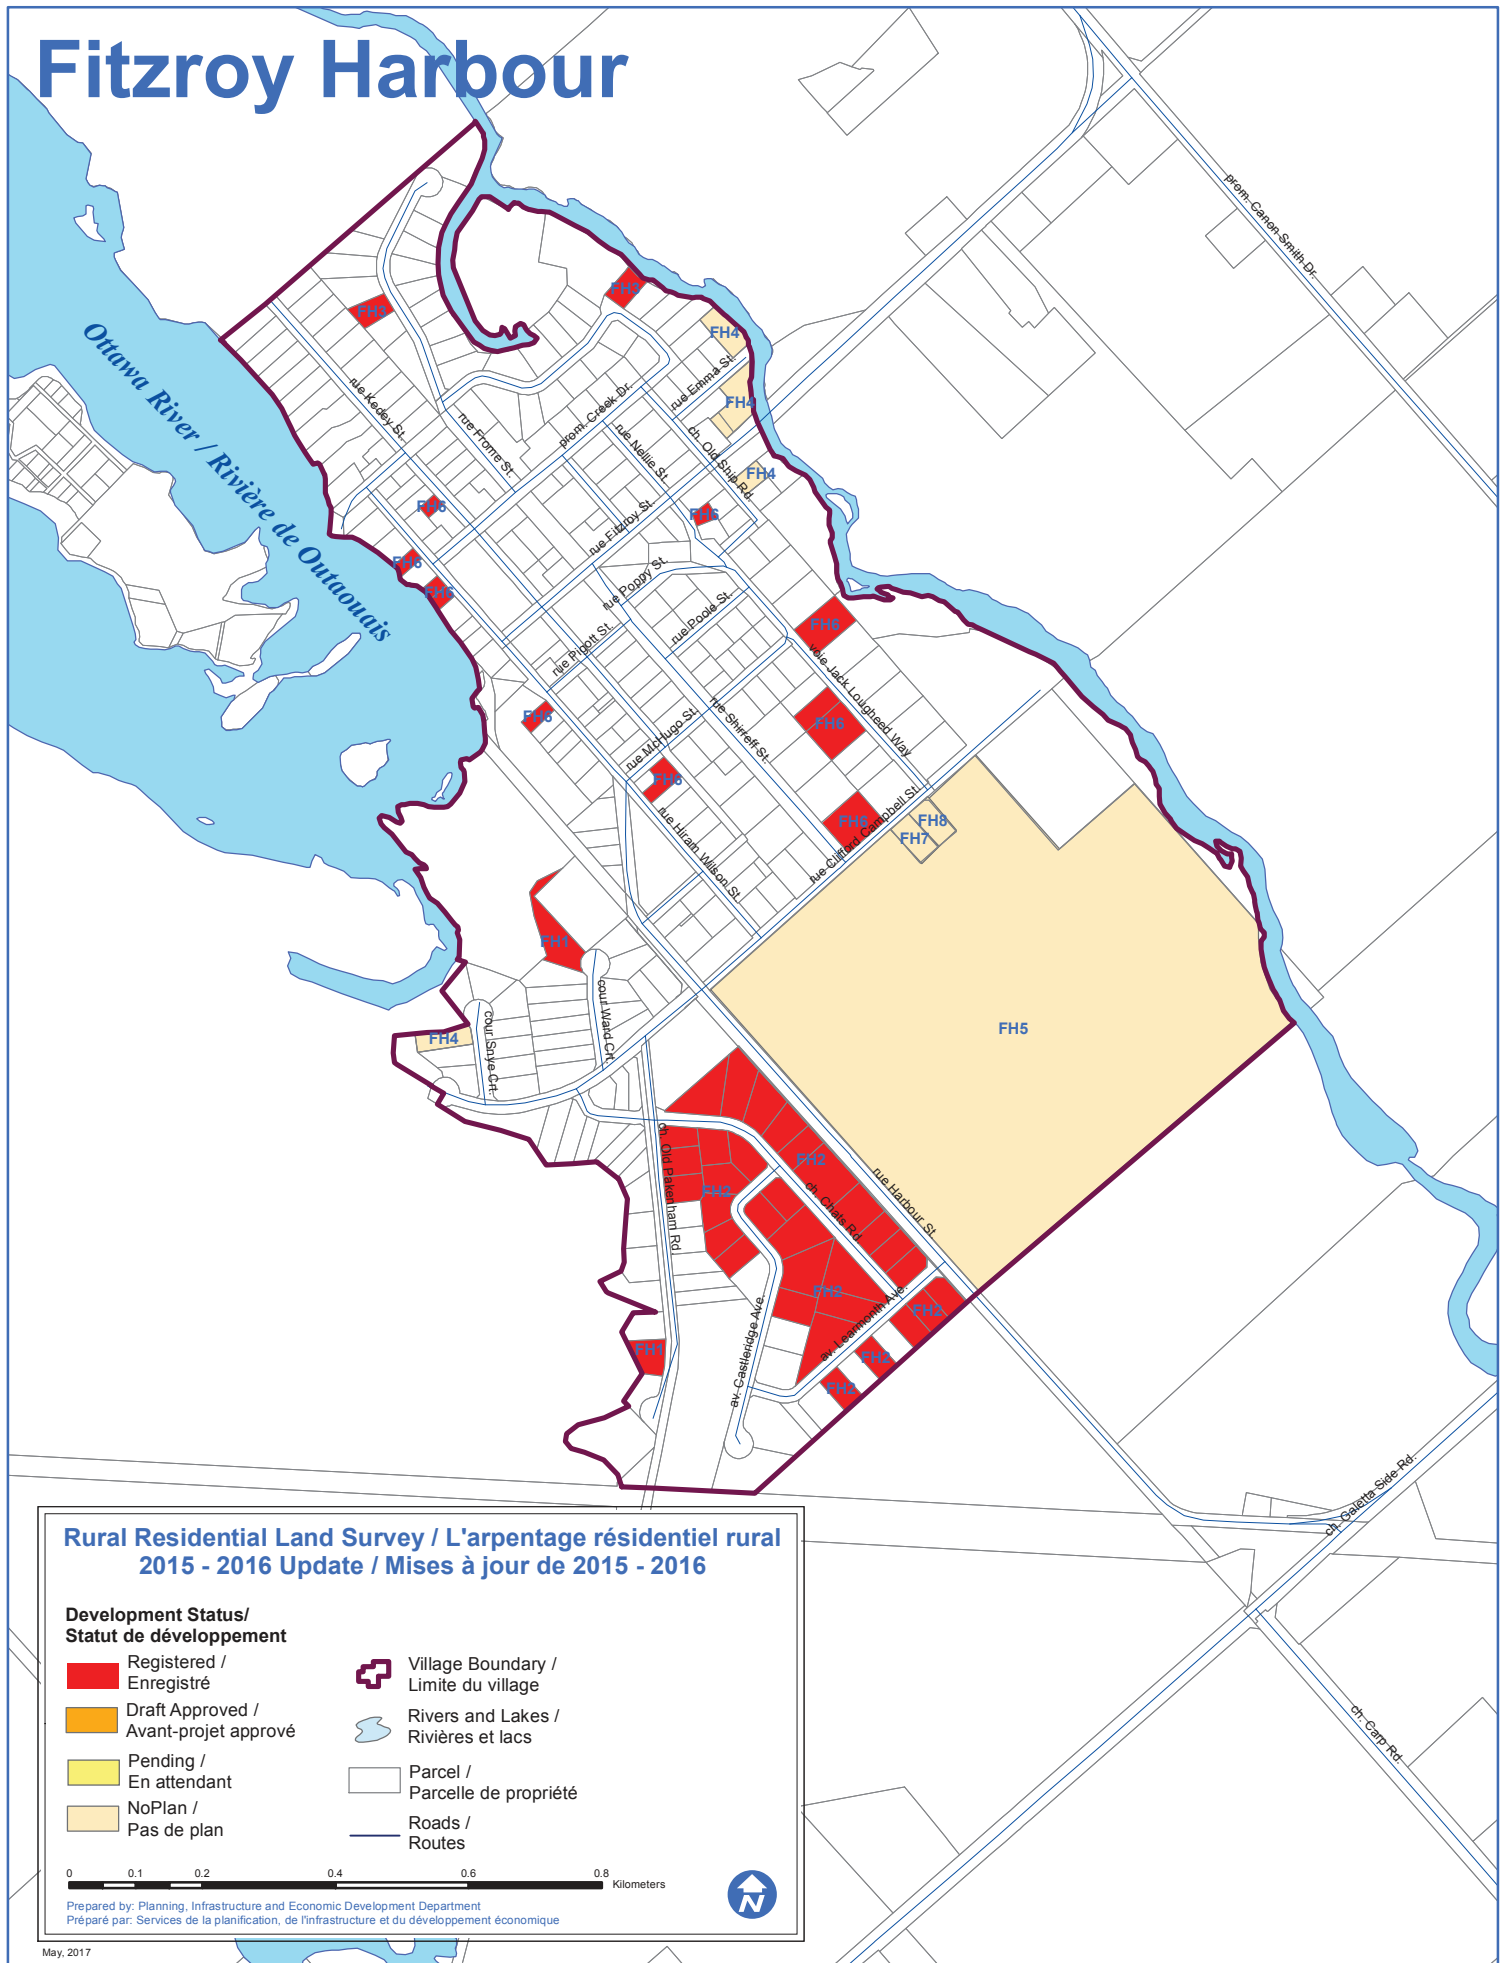 Fitzroy Harbour
prom. Canon Smith Dr.
FH3
FH3
FH4
Ottawa River / Rivière de Outaouais
rue Emma St.
rue Kedey St.
prom. Creek Dr.
FH4
rue Frome St.
rue Nellie St.
ch. Old Ship Rd.
FH4
FH6
FH6
rue Fitzroy St.
FH6
FH6
rue Poppy St.
rue Poole St.
FH6
rue Pigott St.
voie Jack Lougheed Way
FH6
rue Shirreff St.
FH6
rue McHugo St.
FH6
rue Hiram Wilson St.
FH6
rue Clifford Campbell St.
FH8
FH7
FH1
cour Ward Crt.
cour Snye Crt.
FH4
FH5
ch. Old Pakenham Rd.
FH2
FH2
ch. Chats Rd.
rue Harbour St.
FH2
FH2
av. Learmonth Ave.
av. Castleridge Ave.
FH1
FH2
FH2
ch. Galetta Side Rd.
ch. Carp Rd.
Rural Residential Land Survey / L'arpentage résidentiel rural
2015 - 2016 Update / Mises à jour de 2015 - 2016
Development Status/
Statut de développement
Registered /
Enregistré
Draft Approved /
Avant-projet apprové
Pending /
En attendant
NoPlan /
Pas de plan
Village Boundary /
Limite du village
Rivers and Lakes /
Rivières et lacs
Parcel /
Parcelle de propriété
Roads /
Routes
0 0.1 0.2 0.4 0.6 0.8
Kilometers
N
Prepared by: Planning, Infrastructure and Economic Development Department
Préparé par: Services de la planification, de l'infrastructure et du développement économique
May, 2017